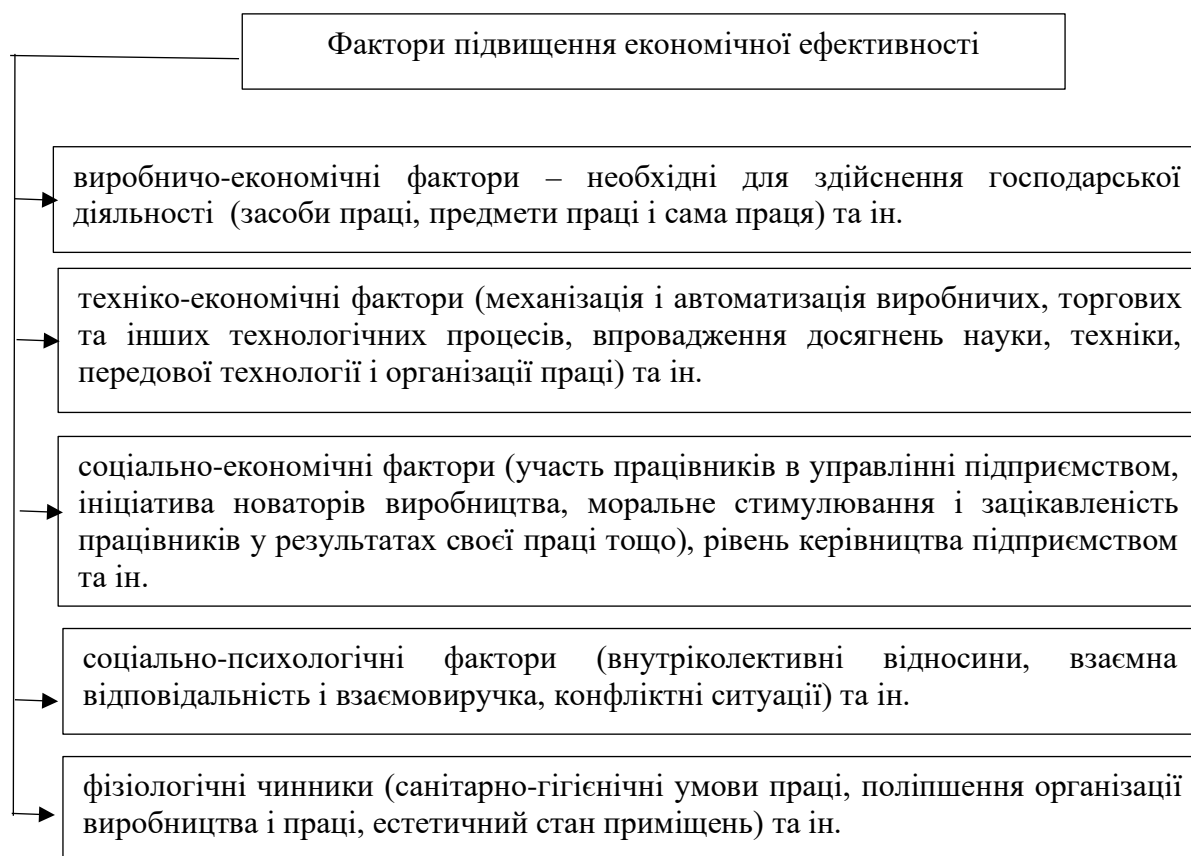 Фактори підвищення економічної ефективності
виробничо-економічні фактори – необхідні для здійснення господарської
діяльності (засоби праці, предмети праці і сама праця) та ін.
техніко-економічні фактори (механізація і автоматизація виробничих, торгових
та інших технологічних процесів, впровадження досягнень науки, техніки,
передової технології і організації праці) та ін.
соціально-економічні фактори (участь працівників в управлінні підприємством,
ініціатива новаторів виробництва, моральне стимулювання і зацікавленість
працівників у результатах своєї праці тощо), рівень керівництва підприємством
та ін.
соціально-психологічні фактори (внутріколективні відносини, взаємна
відповідальність і взаємовиручка, конфліктні ситуації) та ін.
фізіологічні чинники (санітарно-гігієнічні умови праці, поліпшення організації
виробництва і праці, естетичний стан приміщень) та ін.